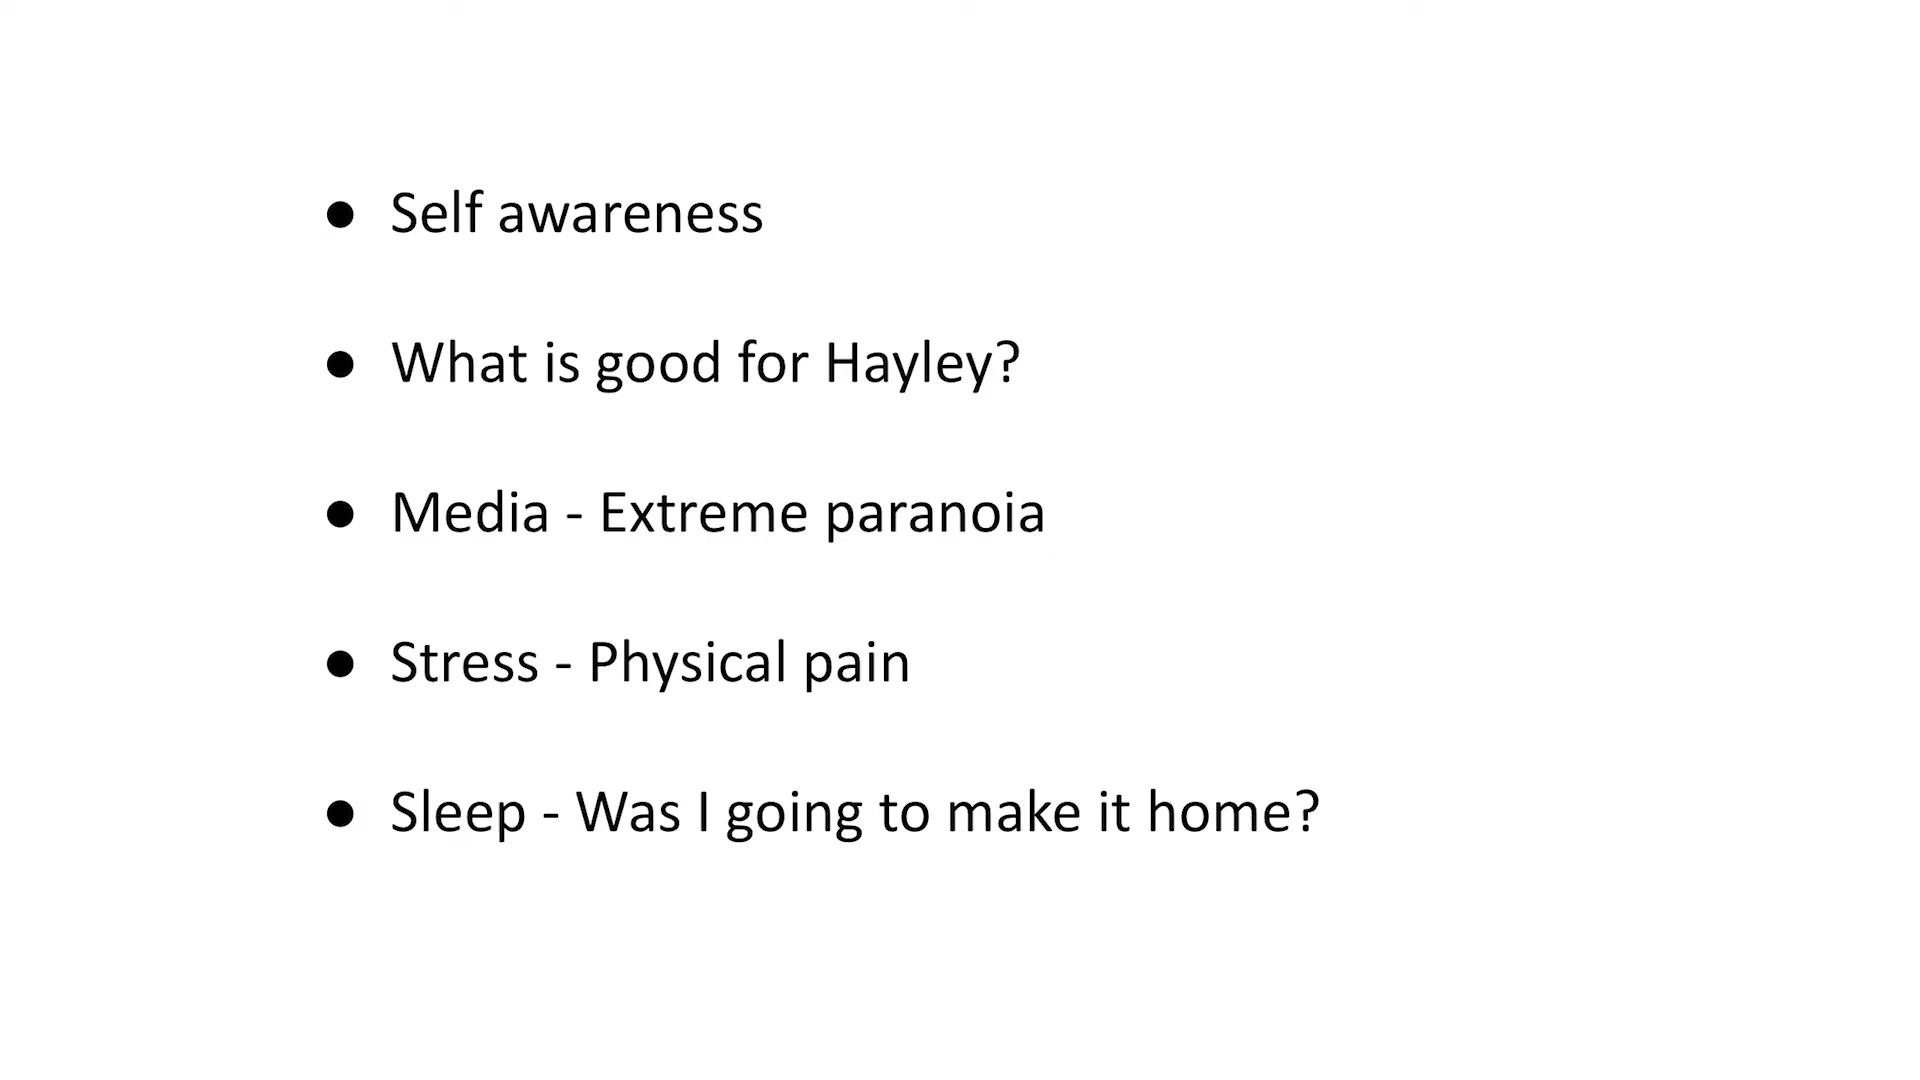 ● Self awareness
● What is good for Hayley?
● Media - Extreme paranoia
● Stress - Physical pain
● Sleep - Was I going to make it home?